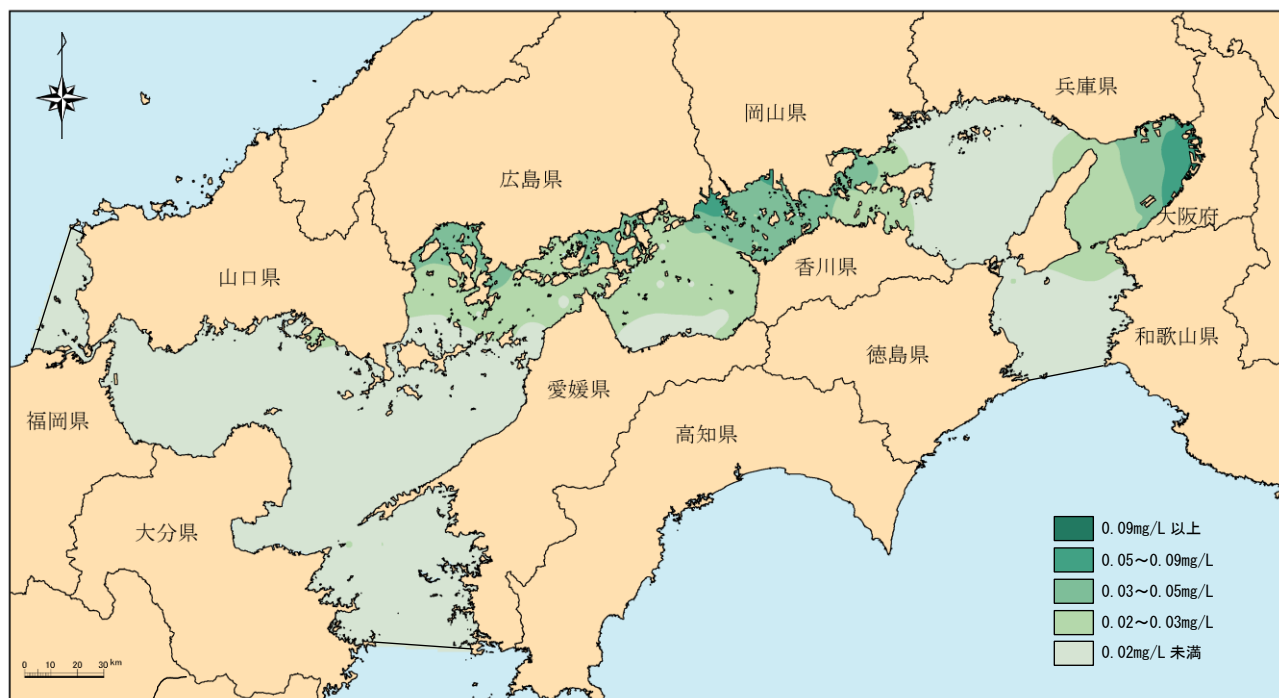 兵庫県
岡山県
広島県
大阪府
香川県
山口県
和歌山県
徳島県
愛媛県
福岡県
高知県
大分県
0.09mg/L 以上
0.05～0.09mg/L
0.03～0.05mg/L
0.02～0.03mg/L
0.02mg/L 未満
0 5 10 20 30 km